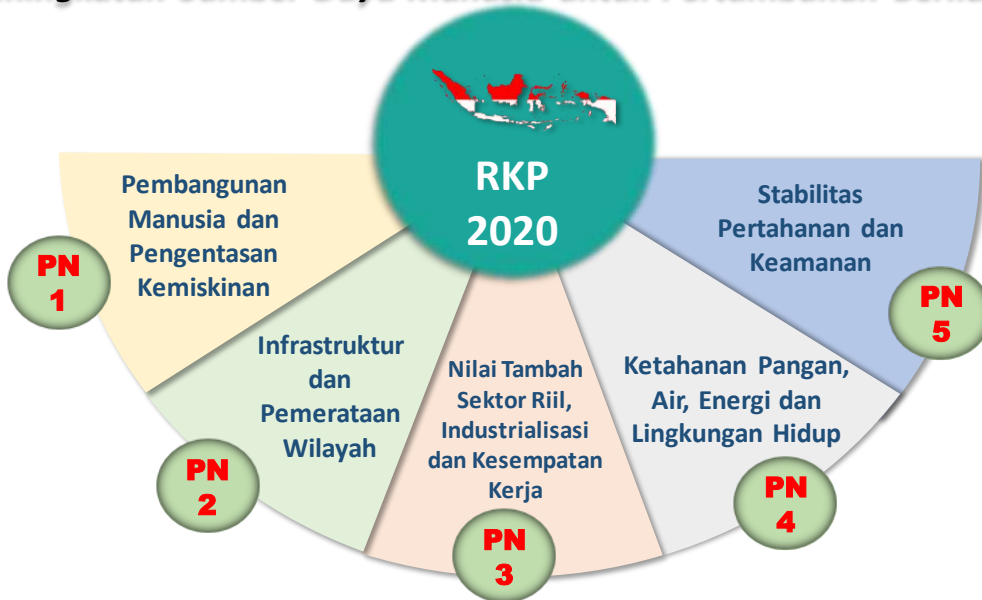 RKP
2020
Pembangunan
Manusia dan
Pengentasan
Kemiskinan
PN
1
Infrastruktur
dan
Pemerataan
Wilayah
PN
2
Nilai Tambah
Sektor Riil,
Industrialisasi
dan Kesempatan
Kerja
PN
3
Ketahanan Pangan,
Air, Energi dan
Lingkungan Hidup
PN
4
Stabilitas
Pertahanan dan
Keamanan
PN
5